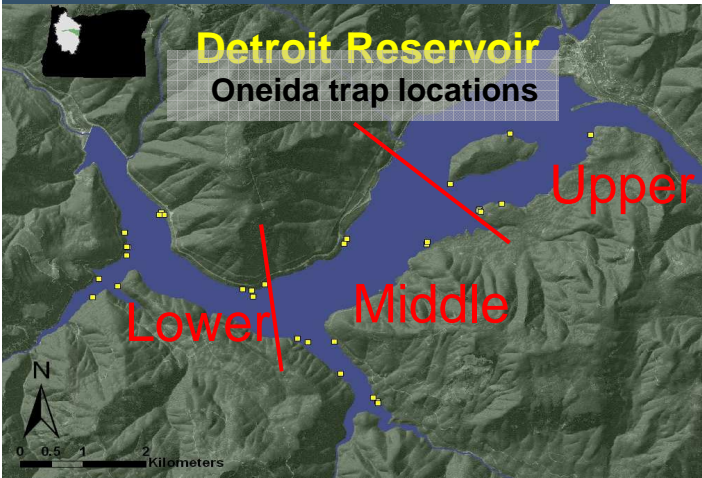 Detroit Reservoir
Oneida trap locations
Upper
Middle
Lower
N
0 0.5 1 2
Kilometers